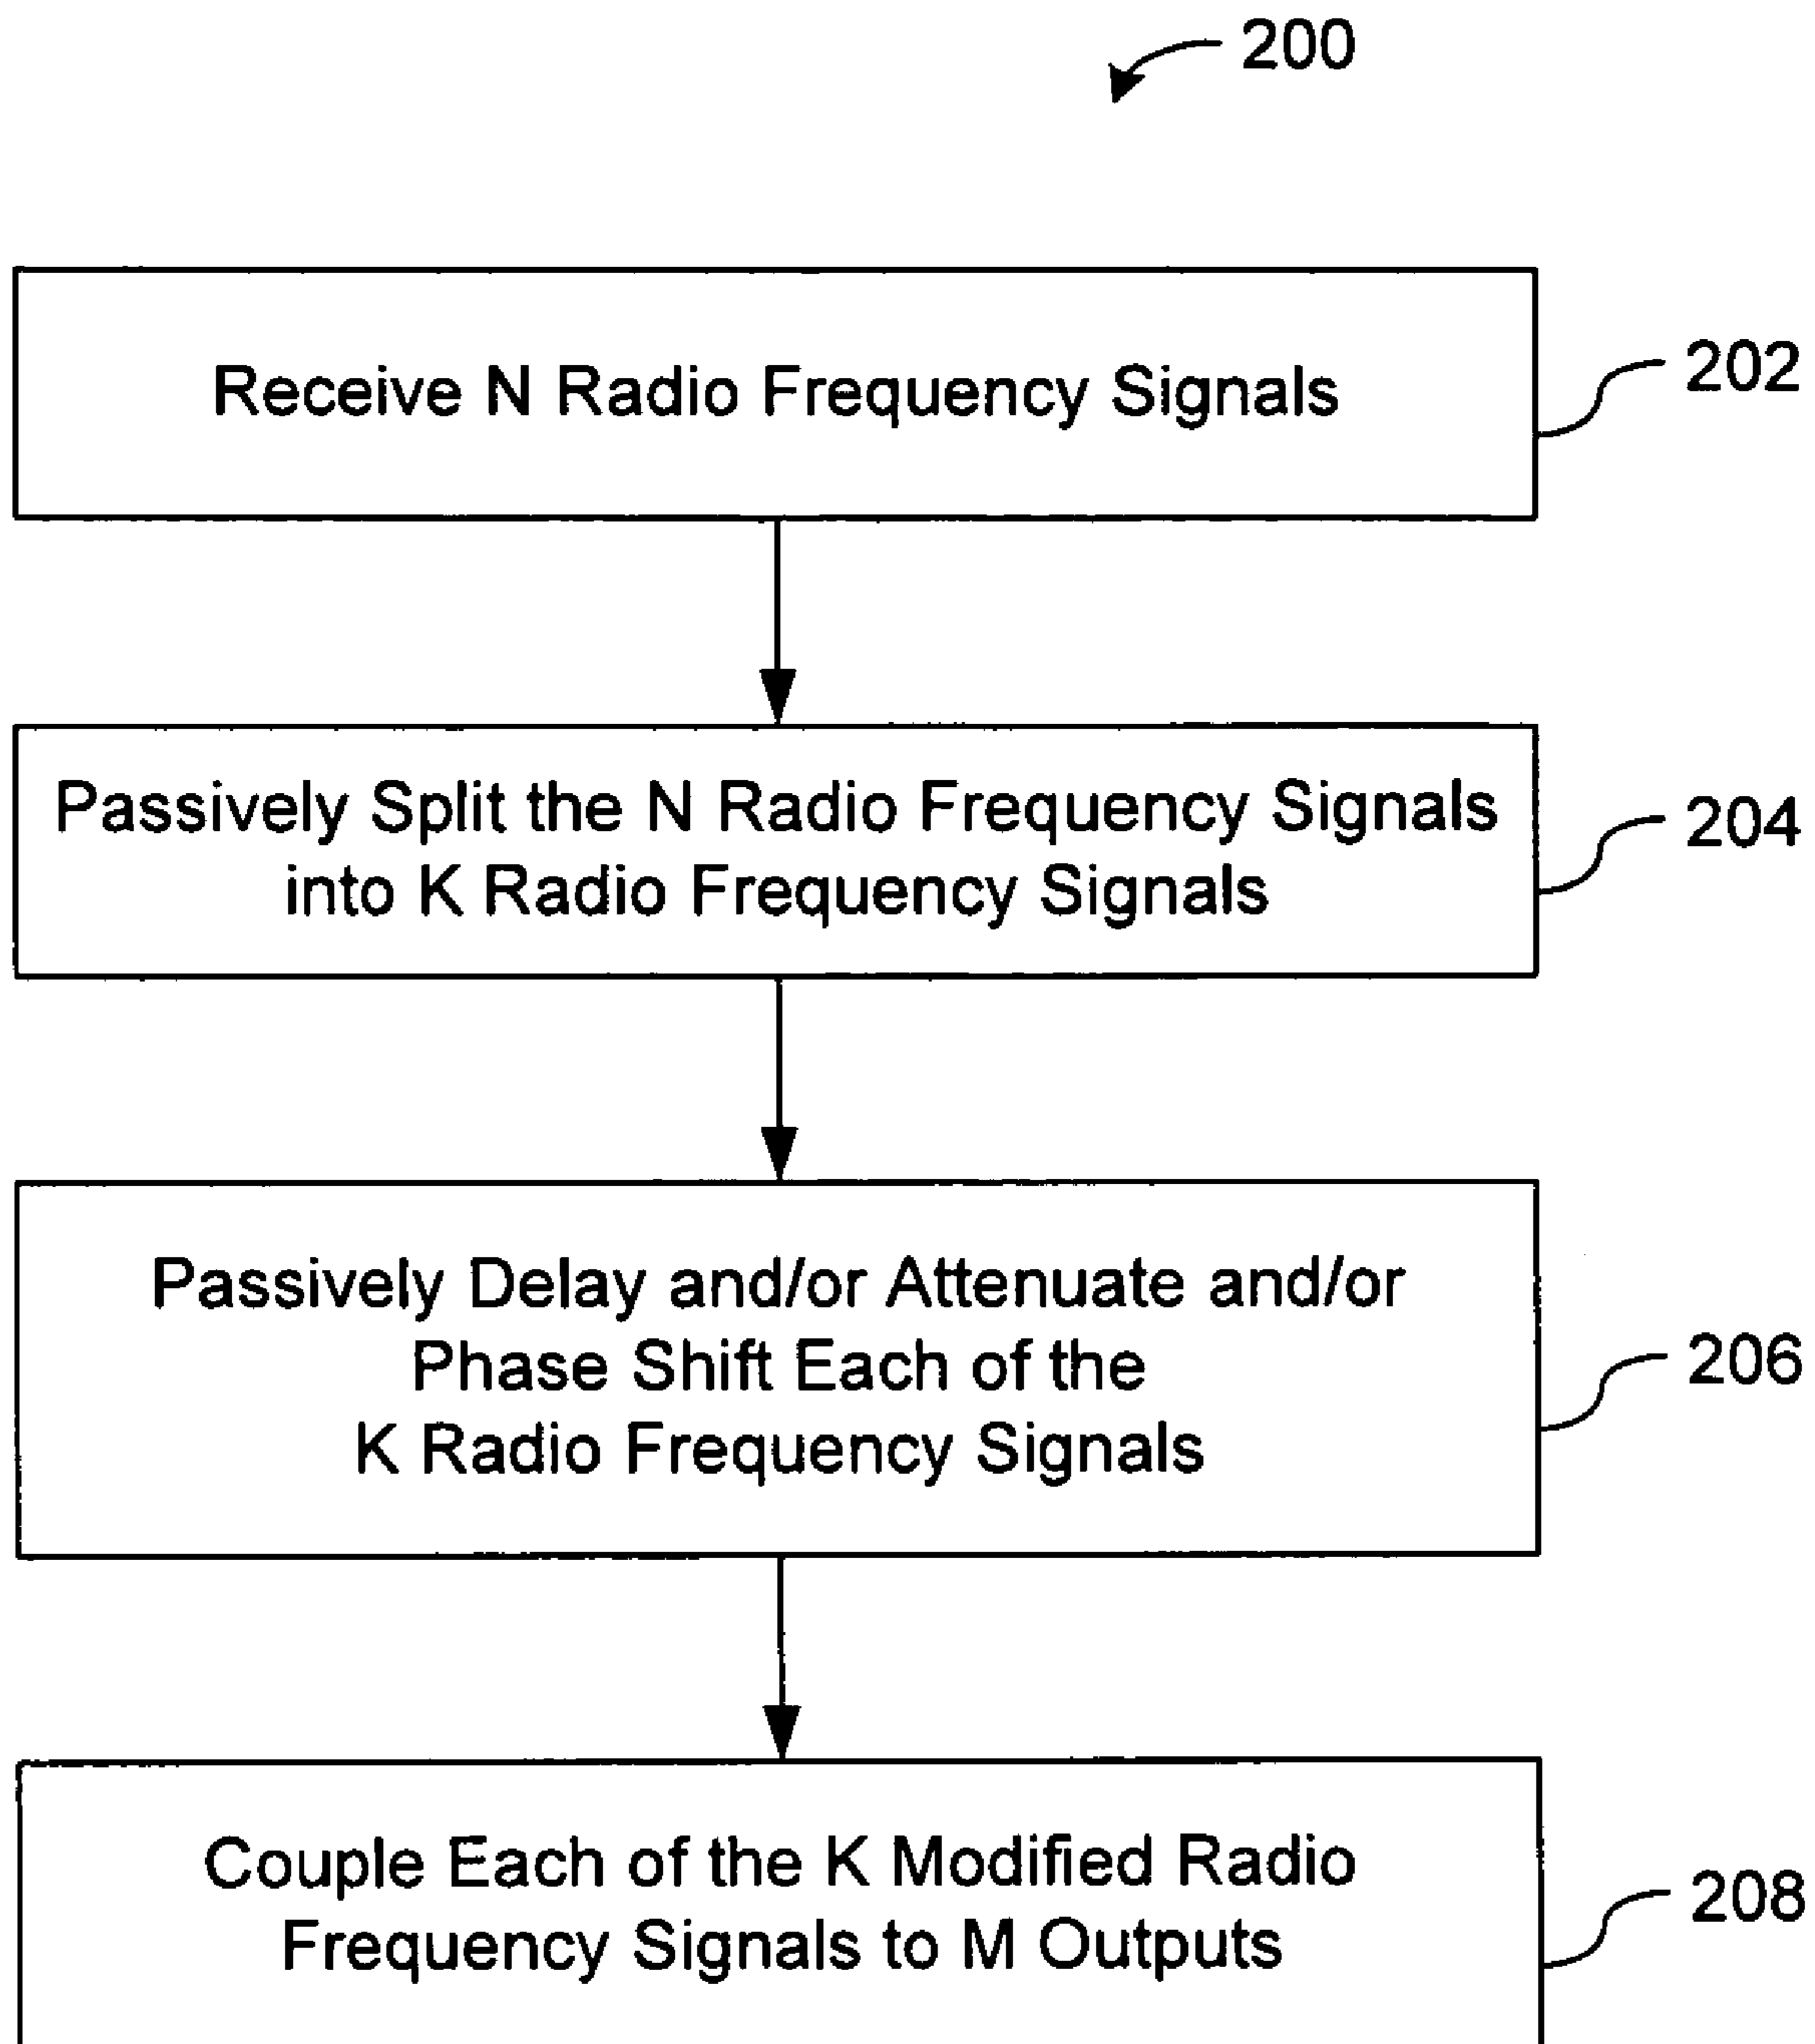 200
Receive N Radio Frequency Signals
202
Passively Split the N Radio Frequency Signals
into K Radio Frequency Signals
204
Passively Delay and/or Attenuate and/or
Phase Shift Each of the
K Radio Frequency Signals
206
Couple Each of the K Modified Radio
Frequency Signals to M Outputs
208